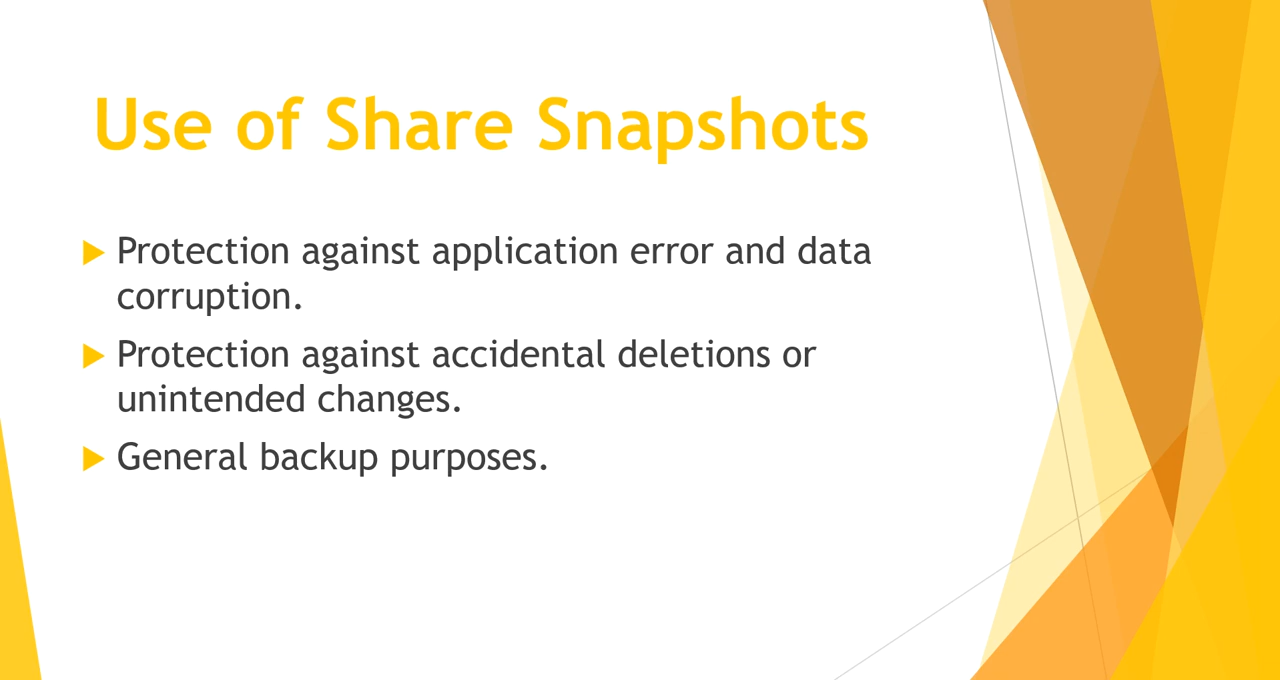 Use of Share Snapshots
Protection against application error and data
corruption.
Protection against accidental deletions or
unintended changes.
General backup purposes.